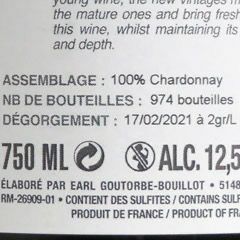 young wine, the new vintages m
the mature ones and bring fresh
this wine, whilst maintaining its
and depth.
ASSEMBLAGE : 100% Chardonnay
NB DE BOUTEILLES : 974 bouteilles
DÉGORGEMENT : 17/02/2021 à 2gr/L
750 ML ALC. 12,5
ÉLABORÉ PAR EARL GOUTORBE-BOUILLOT • 5148
RM-26909-01 • CONTIENT DES SULFITES / CONTAINS SULF
PRODUIT DE FRANCE / PRODUCT OF FR